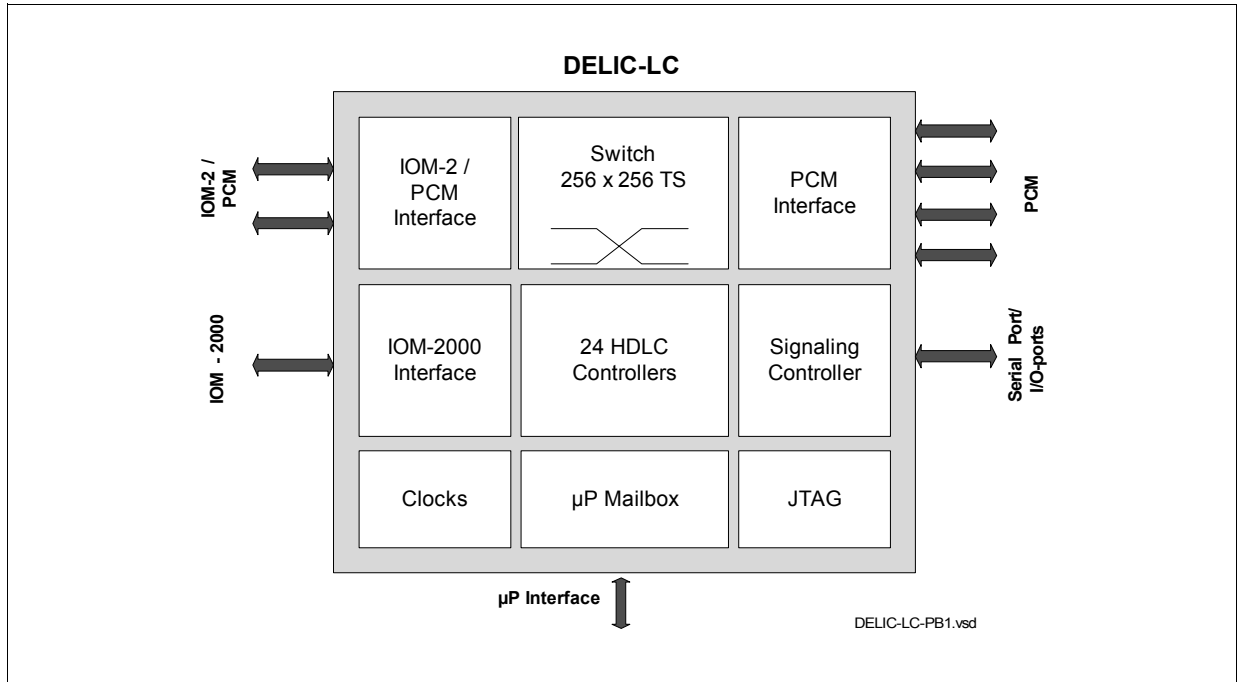 DELIC-LC
IOM-2 /
PCM
IOM-2 /
PCM
Interface
Switch
256 x 256 TS
PCM
Interface
PCM
IOM - 2000
IOM-2000
Interface
24 HDLC
Controllers
Signaling
Controller
Serial Port/
I/O-ports
Clocks
µP Mailbox
JTAG
µP Interface
DELIC-LC-PB1.vsd